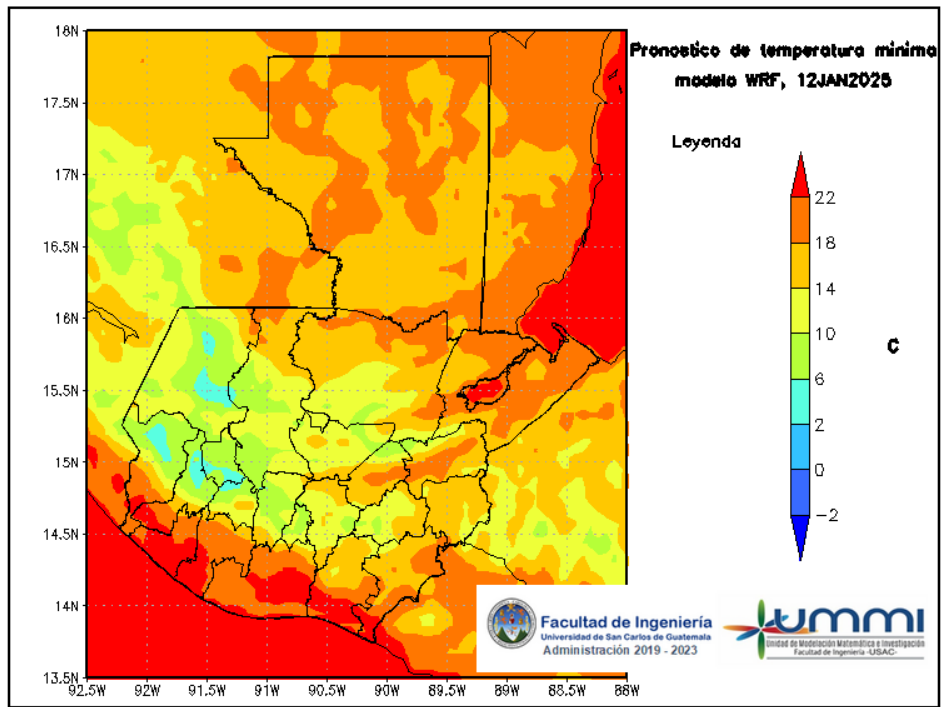 Pronostico de temperatura minima
modelo WRF, 12JAN2025
Leyenda
22
18
14
10
6
2
0
−2
C
18N
17.5N
17N
16.5N
16N
15.5N
15N
14.5N
14N
13.5N
92.5W
92W
91.5W
91W
90.5W
90W
89.5W
89W
88.5W
88W
Facultad de Ingeniería
Universidad de San Carlos de Guatemala
Administración 2019 - 2023
ummi
Unidad de Modelación Matemática e Investigación
Facultad de Ingeniería -USAC-